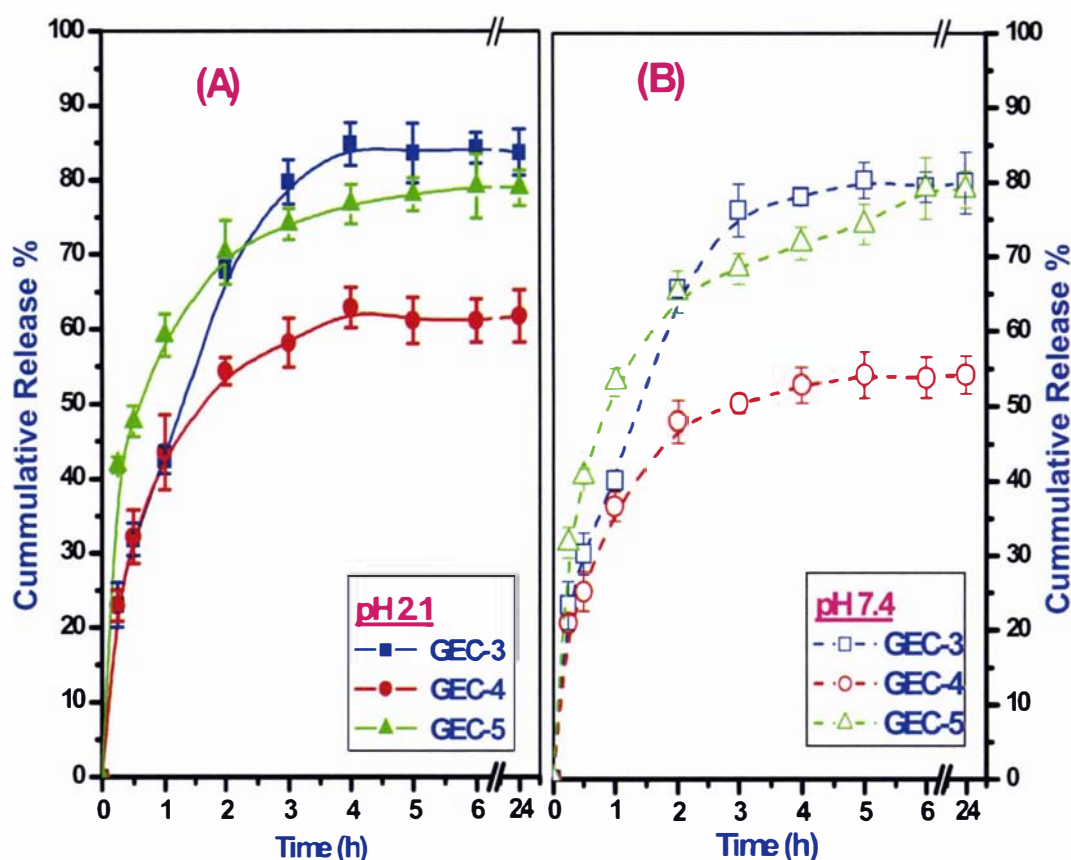 (A)
(B)
Cummulative Release %
100
90
80
70
60
50
40
30
20
10
0
pH 2.1
GEC-3
GEC-4
GEC-5
0 1 2 3 4 5 6 24
Time (h)
pH 7.4
GEC-3
GEC-4
GEC-5
0 1 2 3 4 5 6 24
Time (h)
100
90
80
70
60
50
40
30
20
10
0
Cummulative Release %